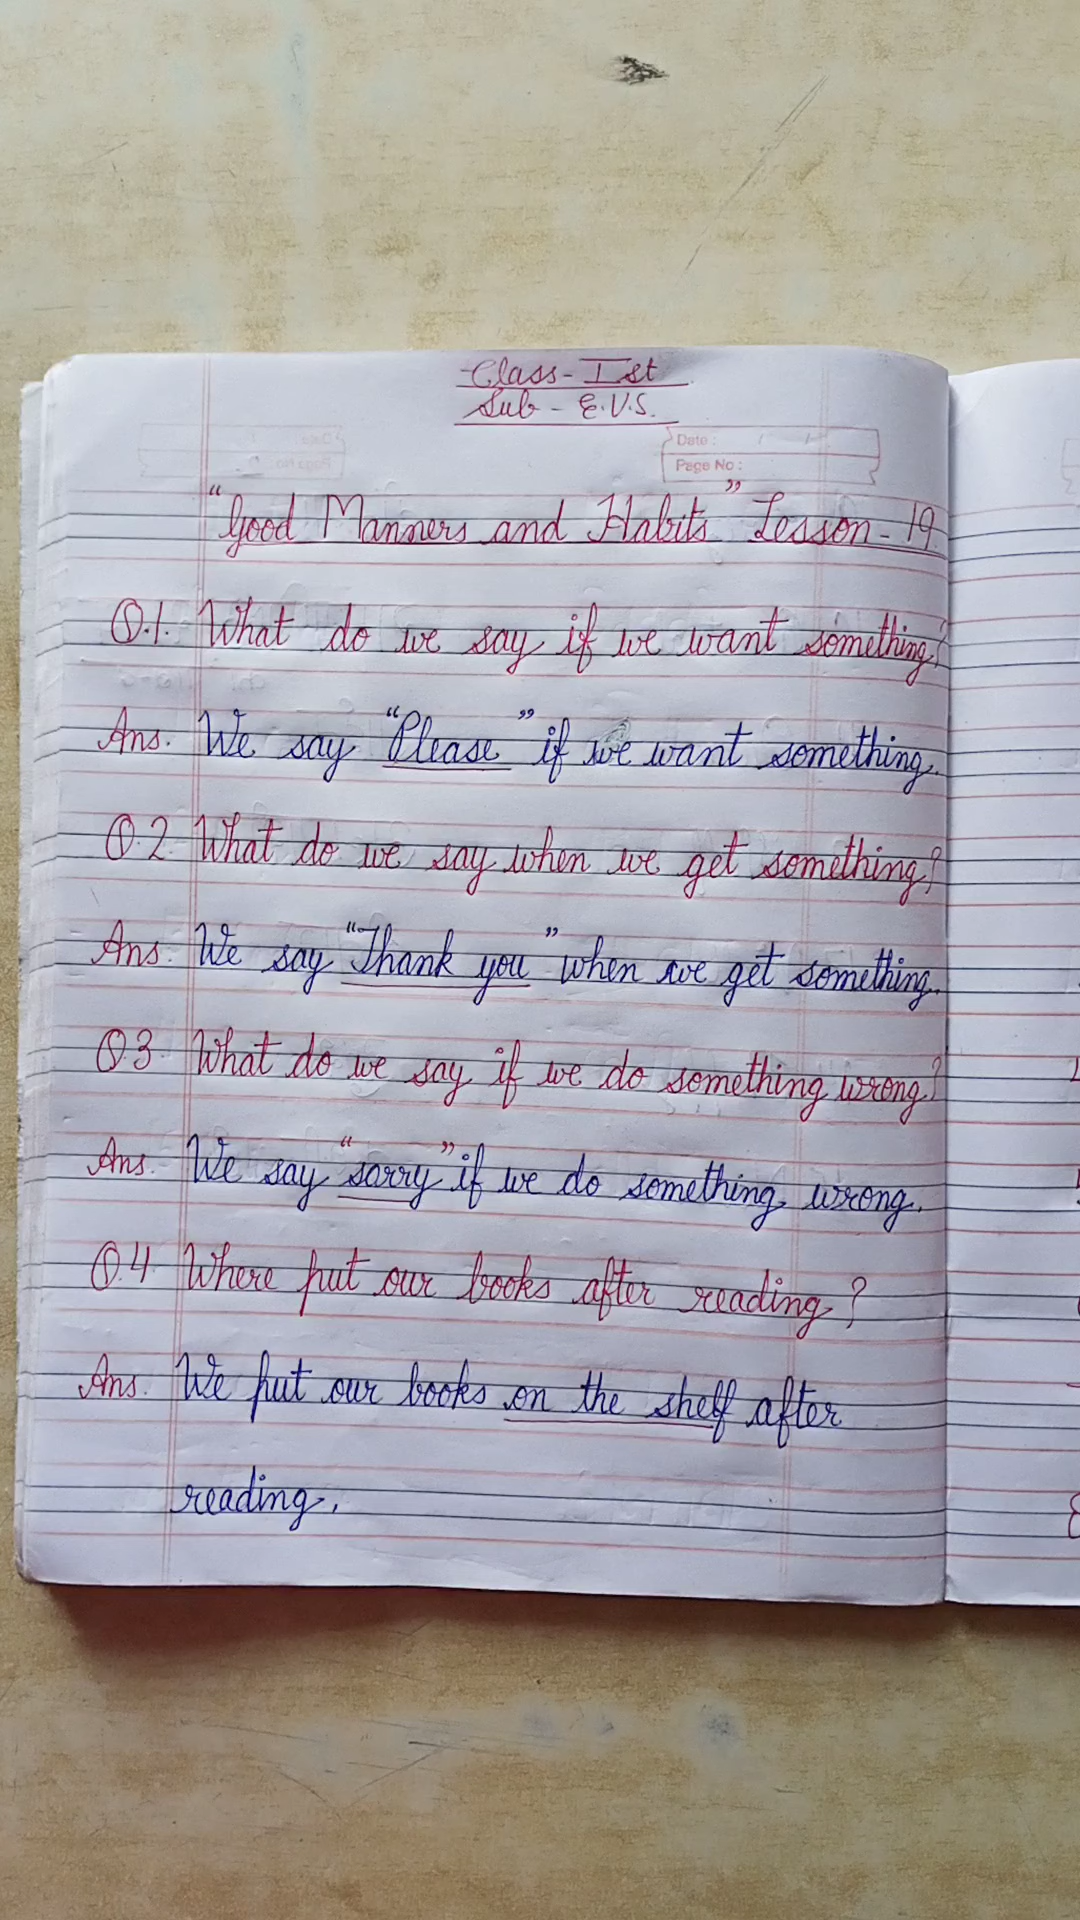 Class - Ist
Sub - E.V.S.
Date : / /
Page No :
"Good Manners and Habits" Lesson - 19
Q.1. What do we say if we want something?
Ans. We say "Please" if we want something.
Q.2 What do we say when we get something?
Ans. We say "Thank you" when we get something.
Q.3 What do we say if we do something wrong?
Ans. We say "sorry" if we do something wrong.
Q.4. Where put our books after reading?
Ans. We put our books on the shelf after
reading.